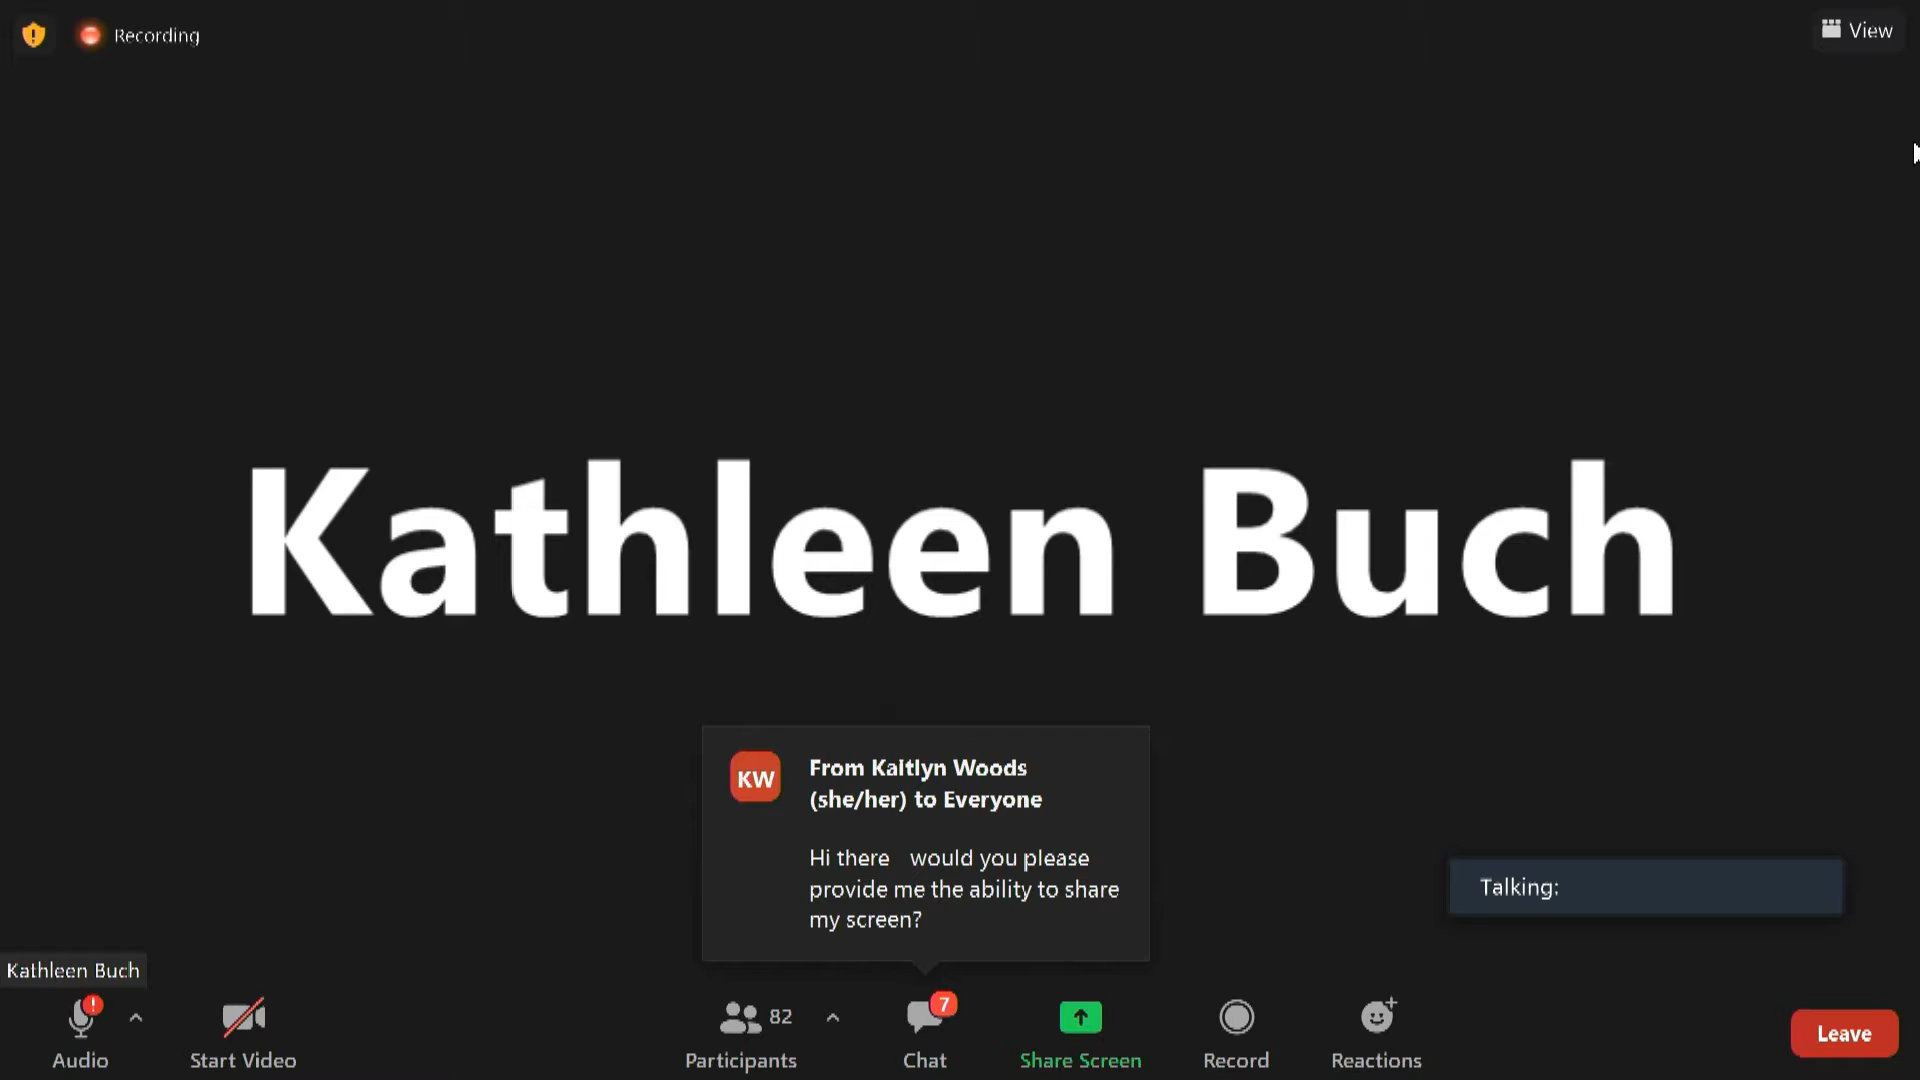 Recording
View
Kathleen Buch
KW
From Kaitlyn Woods
(she/her) to Everyone
Hi there would you please
provide me the ability to share
my screen?
Talking:
Kathleen Buch
82
7
Audio
Start Video
Participants
Chat
Share Screen
Record
Reactions
Leave